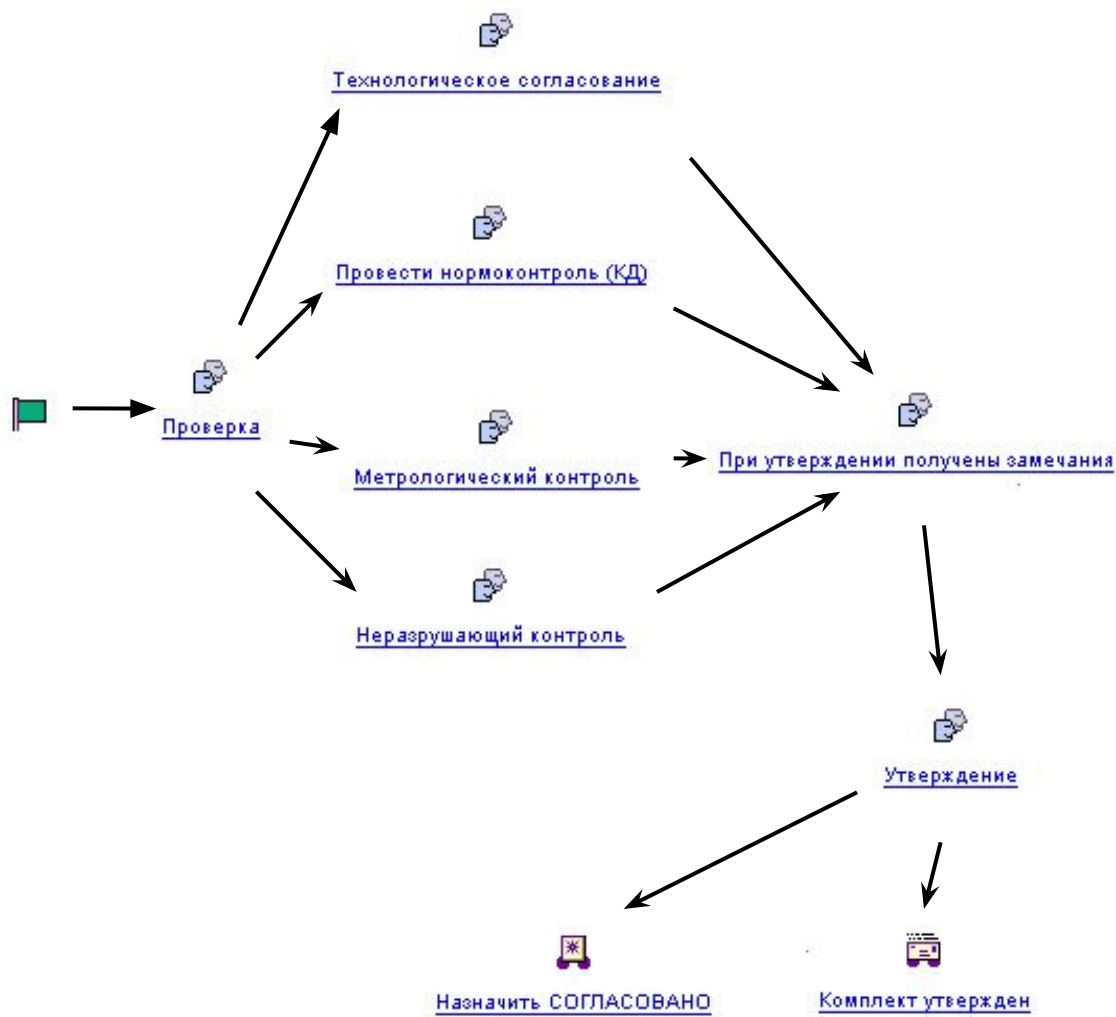 Технологическое согласование
Провести нормоконтроль (КД)
Проверка
Метрологический контроль
При утверждении получены замечания
Неразрушающий контроль
Утверждение
Назначить СОГЛАСОВАНО
Комплект утвержден